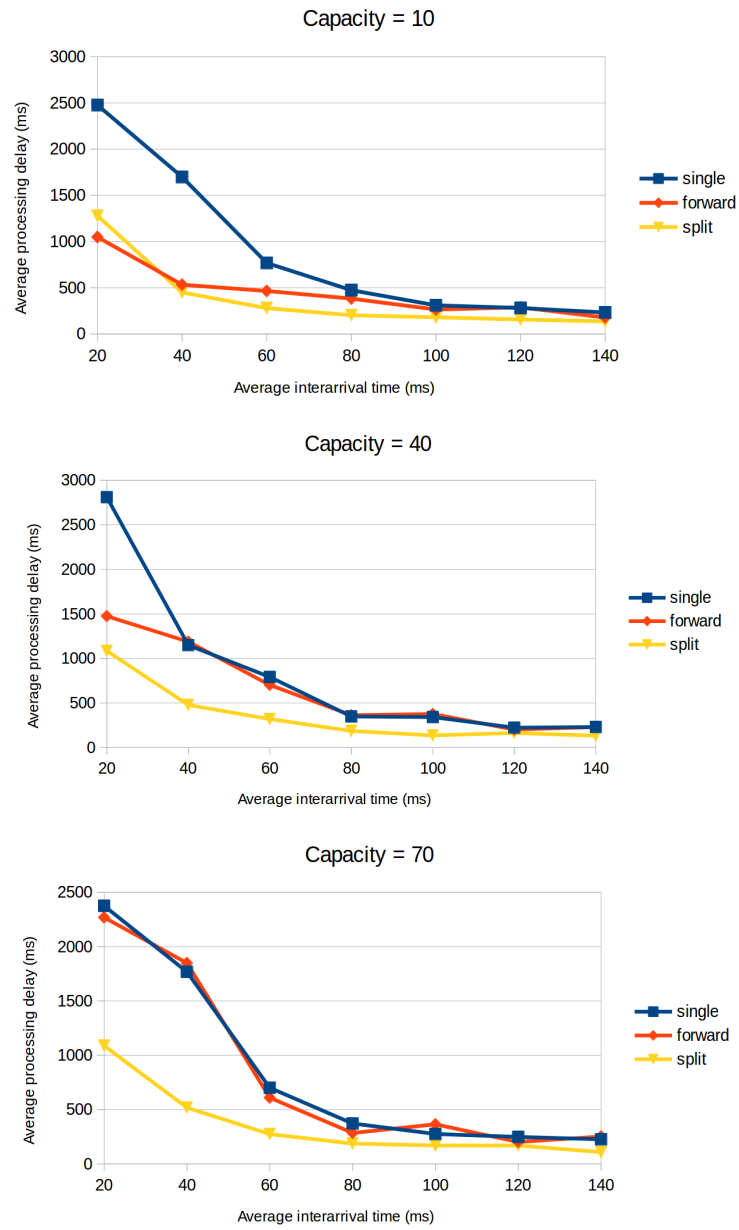 Capacity = 10
Average processing delay (ms)
3000
2500
2000
1500
1000
500
0
20 40 60 80 100 120 140
Average interarrival time (ms)
single
forward
split
Capacity = 40
Average processing delay (ms)
3000
2500
2000
1500
1000
500
0
20 40 60 80 100 120 140
Average interarrival time (ms)
single
forward
split
Capacity = 70
Average processing delay (ms)
2500
2000
1500
1000
500
0
20 40 60 80 100 120 140
Average interarrival time (ms)
single
forward
split